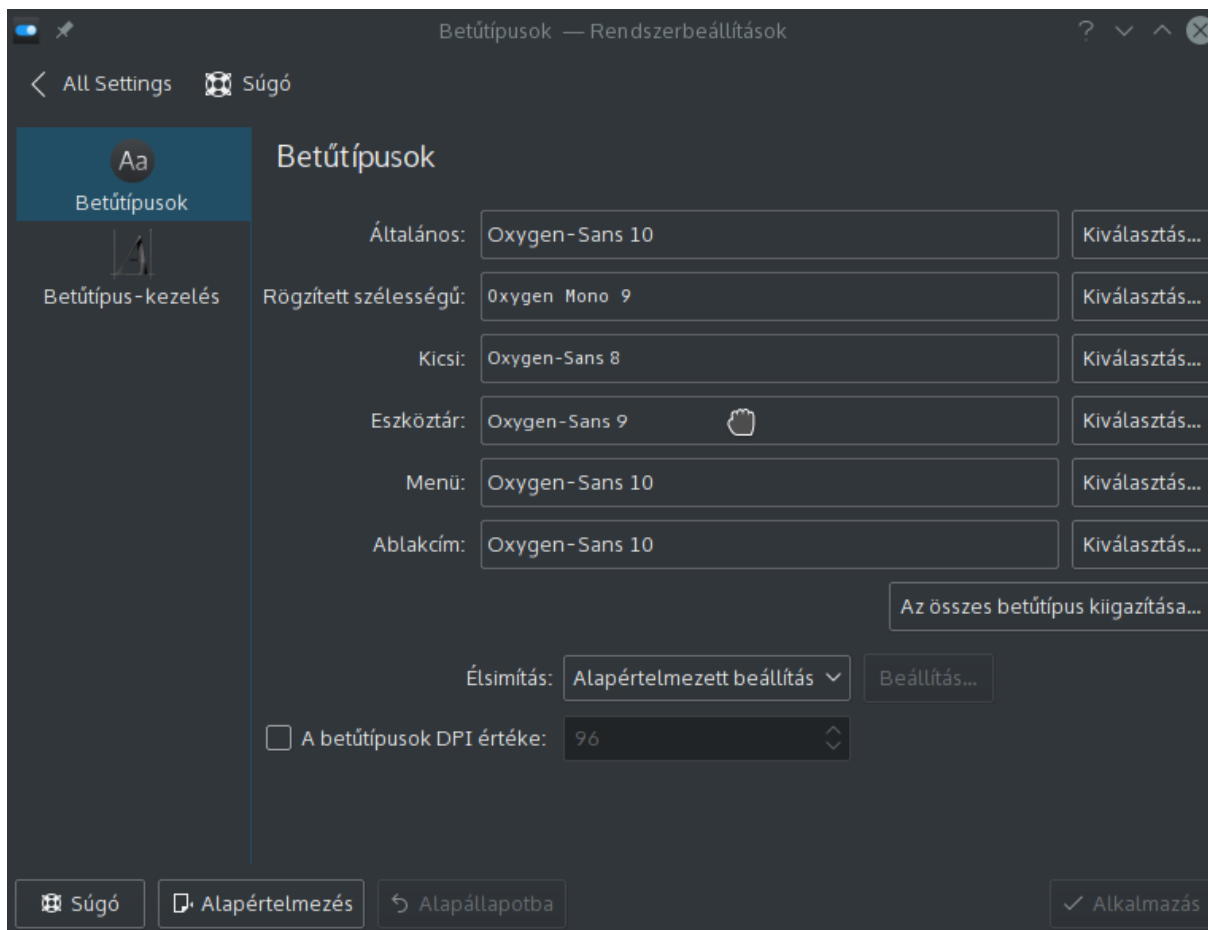 Betűtípusok — Rendszerbeállítások
All Settings Súgó
Aa
Betűtípusok
Betűtípus-kezelés
Betűtípusok
Általános: Oxygen-Sans 10 Kiválasztás...
Rögzített szélességű: Oxygen Mono 9 Kiválasztás...
Kicsi: Oxygen-Sans 8 Kiválasztás...
Eszköztár: Oxygen-Sans 9 Kiválasztás...
Menü: Oxygen-Sans 10 Kiválasztás...
Ablakcím: Oxygen-Sans 10 Kiválasztás...
Az összes betűtípus kiigazítása...
Élsimítás: Alapértelmezett beállítás Beállítás...
A betűtípusok DPI értéke: 96
Súgó Alapértelmezés Alapállapotba Alkalmazás